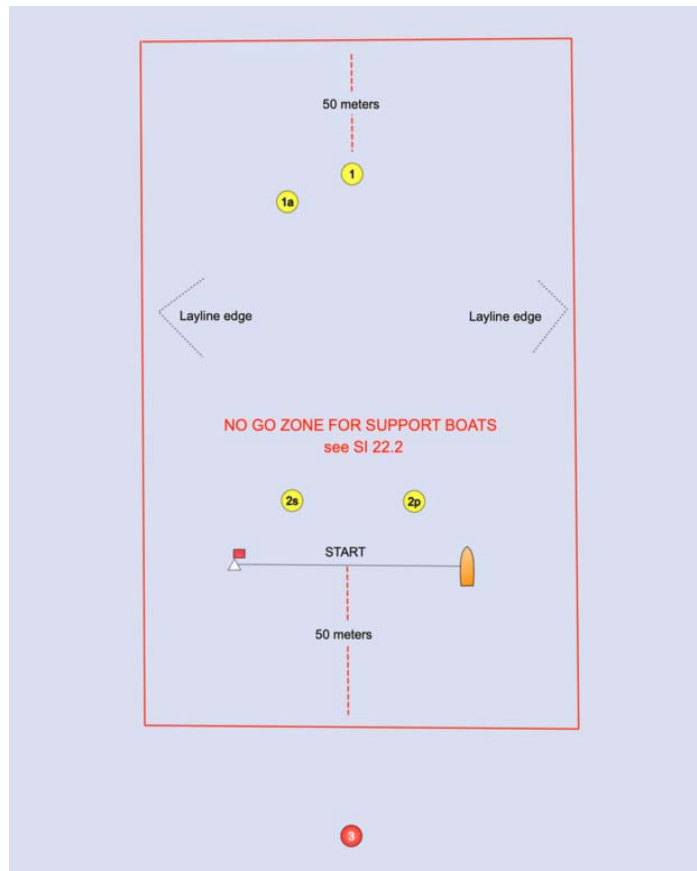 50 meters
1
1a
Layline edge
Layline edge
NO GO ZONE FOR SUPPORT BOATS
see SI 22.2
2s
2p
START
50 meters
3